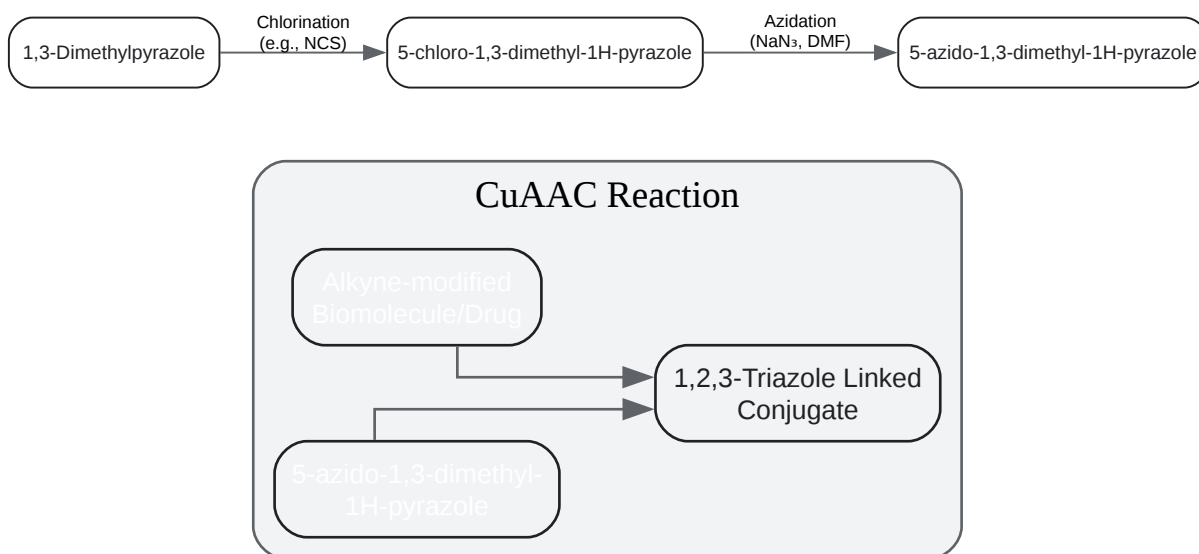 1,3-Dimethylpyrazole
Chlorination
(e.g., NCS)
5-chloro-1,3-dimethyl-1H-pyrazole
Azidation
(NaN₃, DMF)
5-azido-1,3-dimethyl-1H-pyrazole
CuAAC Reaction
Alkyne-modified
Biomolecule/Drug
1,2,3-Triazole Linked
Conjugate
5-azido-1,3-dimethyl-
1H-pyrazole